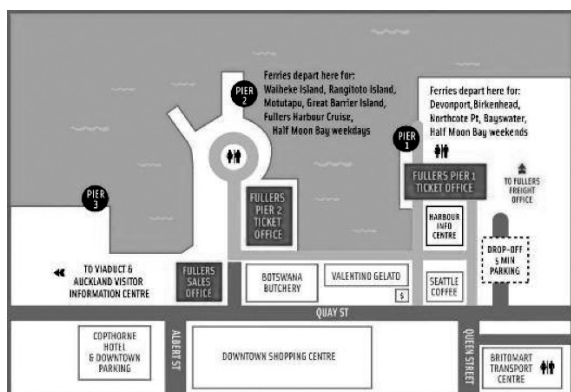 PIER
2
Ferries depart here for:
Waiheke Island, Rangitoto Island,
Motutapu, Great Barrier Island,
Fullers Harbour Cruise,
Half Moon Bay weekdays
PIER
1
Ferries depart here for:
Devonport,Birkenhead,
Northcote Pt, Bayswater,
Half Moon Bay weekends
FULLERS PIER 1
TICKET OFFICE
TO FULLERS
FREIGHT
OFFICE
PIER
3
FULLERS
PIER 2
TICKET
OFFICE
HARBOUR
INFO
CENTRE
DROP-OFF
5 MIN
PARKING
TO VIADUCT &
AUCKLAND VISITOR
INFORMATION CENTRE
FULLERS
SALES
OFFICE
BOTSWANA
BUTCHERY
VALENTINO GELATO
$
SEATTLE
COFFEE
QUAY ST
COPTHORNE
HOTEL
& DOWNTOWN
PARKING
ALBERT ST
DOWNTOWN SHOPPING CENTRE
QUEEN STREET
BRITOMART
TRANSPORT
CENTRE